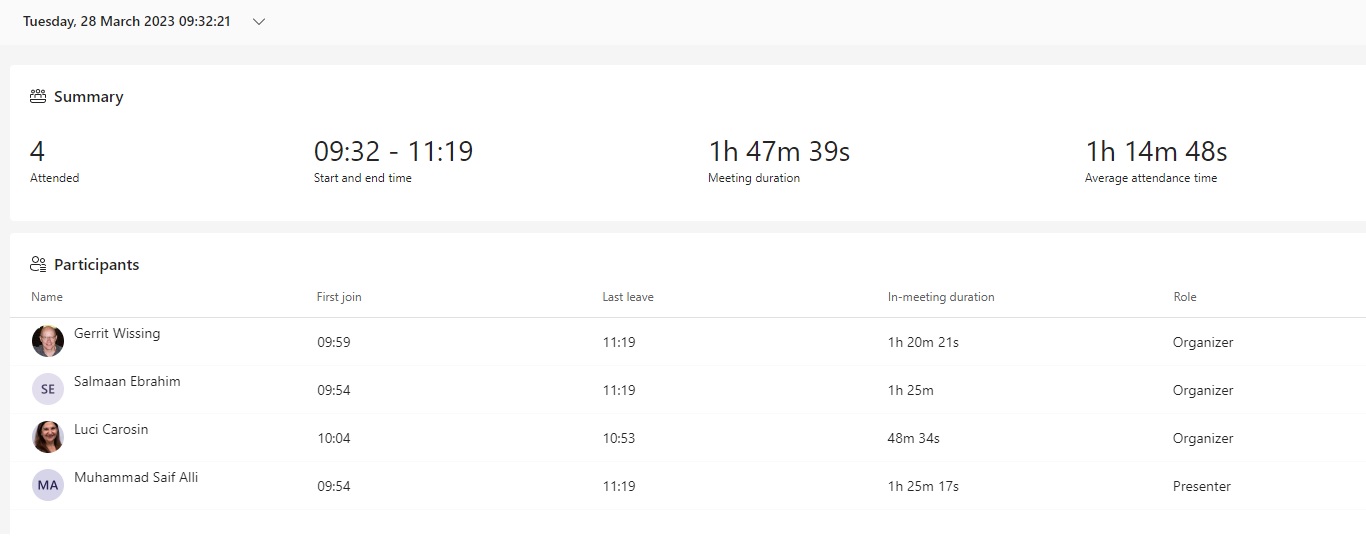 Tuesday, 28 March 2023 09:32:21
Summary
4 09:32 - 11:19 1h 47m 39s 1h 14m 48s
Attended Start and end time Meeting duration Average attendance time
Participants
Name First join Last leave In-meeting duration Role
Gerrit Wissing 09:59 11:19 1h 20m 21s Organizer
SE Salmaan Ebrahim 09:54 11:19 1h 25m Organizer
Luci Carosin 10:04 10:53 48m 34s Organizer
MA Muhammad Saif Alli 09:54 11:19 1h 25m 17s Presenter